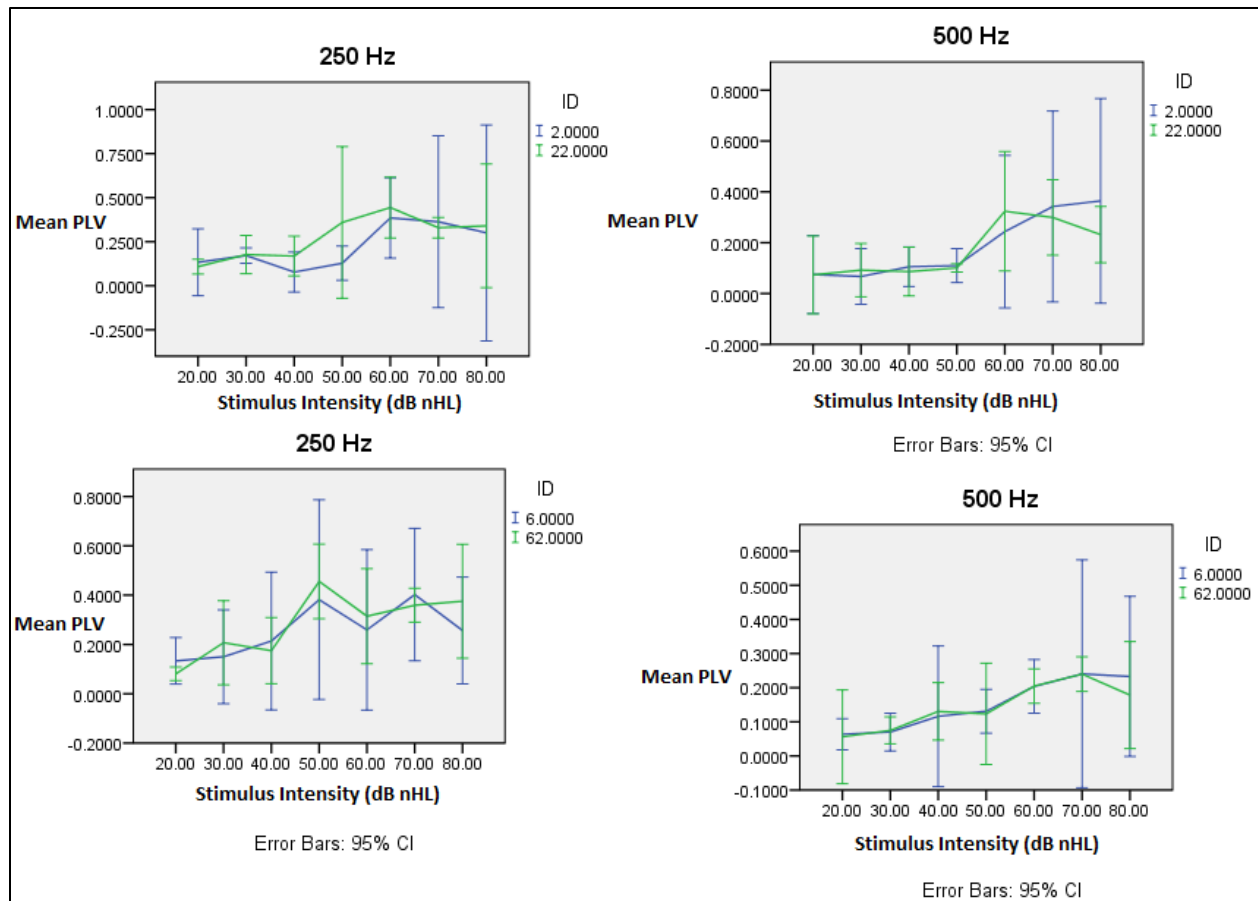 250 Hz
ID
2.0000
22.0000
1.0000
0.7500
0.5000
0.2500
0.0000
-0.2500
Mean PLV
20.00 30.00 40.00 50.00 60.00 70.00 80.00
Stimulus Intensity (dB nHL)
500 Hz
ID
2.0000
22.0000
0.8000
0.6000
0.4000
0.2000
0.0000
-0.2000
Mean PLV
20.00 30.00 40.00 50.00 60.00 70.00 80.00
Stimulus Intensity (dB nHL)
Error Bars: 95% CI
250 Hz
ID
6.0000
62.0000
0.8000
0.6000
0.4000
0.2000
0.0000
-0.2000
Mean PLV
20.00 30.00 40.00 50.00 60.00 70.00 80.00
Stimulus Intensity (dB nHL)
Error Bars: 95% CI
500 Hz
ID
6.0000
62.0000
0.6000
0.5000
0.4000
0.3000
0.2000
0.1000
0.0000
-0.1000
Mean PLV
20.00 30.00 40.00 50.00 60.00 70.00 80.00
Stimulus Intensity (dB nHL)
Error Bars: 95% CI